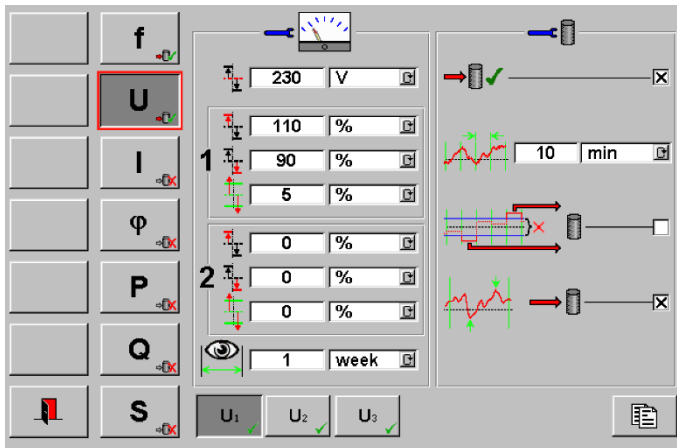 f
230 V
U
110 %
I
1 90 %
5 %
φ
10 min
0 %
P
2 0 %
0 %
Q
1 week
S
U₁ U₂ U₃